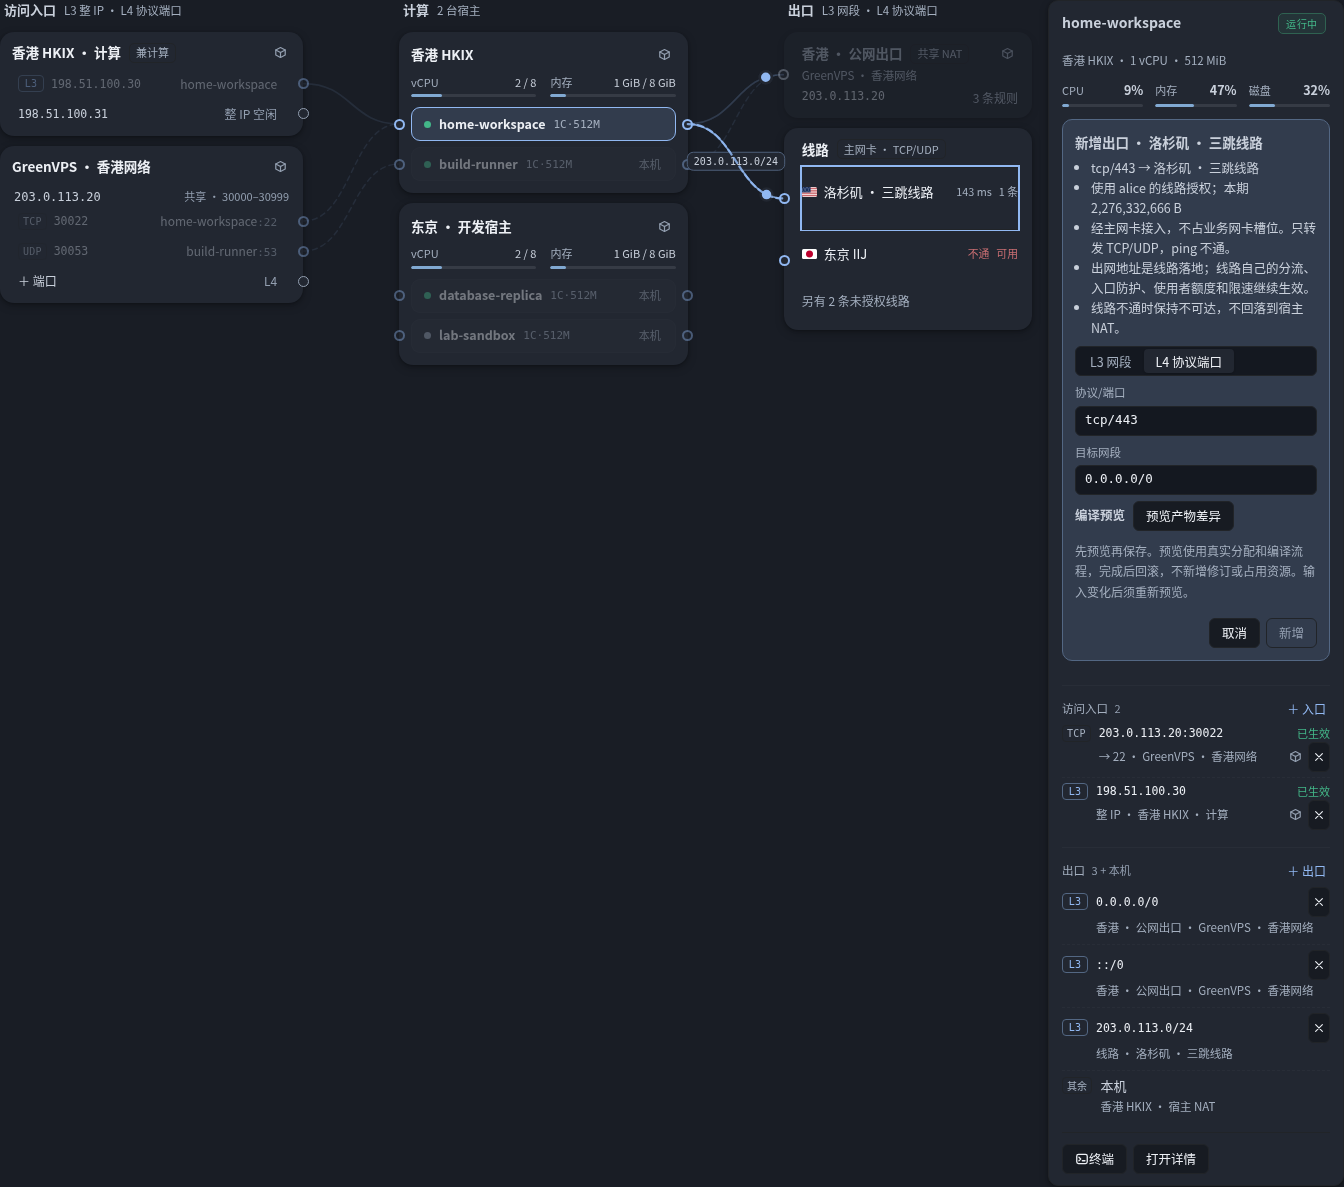 访问入口 L3 整 IP · L4 协议端口
香港 HKIX · 计算 兼计算
L3 198.51.100.30 home-workspace
198.51.100.31 整 IP 空闲
GreenVPS · 香港网络
203.0.113.20 共享 · 30000–30999
TCP 30022 home-workspace:22
UDP 30053 build-runner:53
+ 端口 L4
计算 2 台宿主
香港 HKIX
vCPU 2 / 8 内存 1 GiB / 8 GiB
home-workspace 1C·512M
build-runner 1C·512M 本机
东京 · 开发宿主
vCPU 2 / 8 内存 1 GiB / 8 GiB
database-replica 1C·512M 本机
lab-sandbox 1C·512M 本机
203.0.113.0/24
出口 L3 网段 · L4 协议端口
香港 · 公网出口 共享 NAT
GreenVPS · 香港网络
203.0.113.20 3 条规则
线路 主网卡 · TCP/UDP
洛杉矶 · 三跳线路 143 ms 1 条
东京 IIJ 不通 可用
另有 2 条未授权线路
home-workspace 运行中
香港 HKIX · 1 vCPU · 512 MiB
CPU 9% 内存 47% 磁盘 32%
新增出口 · 洛杉矶 · 三跳线路
• tcp/443 → 洛杉矶 · 三跳线路
• 使用 alice 的线路授权；本期
2,276,332,666 B
• 经主网卡接入，不占业务网卡槽位。只转
发 TCP/UDP，ping 不通。
• 出网地址是线路落地；线路自己的分流、
入口防护、使用者额度和限速继续生效。
• 线路不通时保持不可达，不回落到宿主
NAT。
L3 网段 L4 协议端口
协议/端口
tcp/443
目标网段
0.0.0.0/0
编译预览 预览产物差异
先预览再保存。预览使用真实分配和编译流
程，完成后回滚，不新增修订或占用资源。输
入变化后须重新预览。
取消 新增
访问入口 2 + 入口
TCP 203.0.113.20:30022 已生效
→ 22 · GreenVPS · 香港网络
L3 198.51.100.30 已生效
整 IP · 香港 HKIX · 计算
出口 3 + 本机 + 出口
L3 0.0.0.0/0
香港 · 公网出口 · GreenVPS · 香港网络
L3 ::/0
香港 · 公网出口 · GreenVPS · 香港网络
L3 203.0.113.0/24
线路 · 洛杉矶 · 三跳线路
其余 本机
香港 HKIX · 宿主 NAT
终端 打开详情